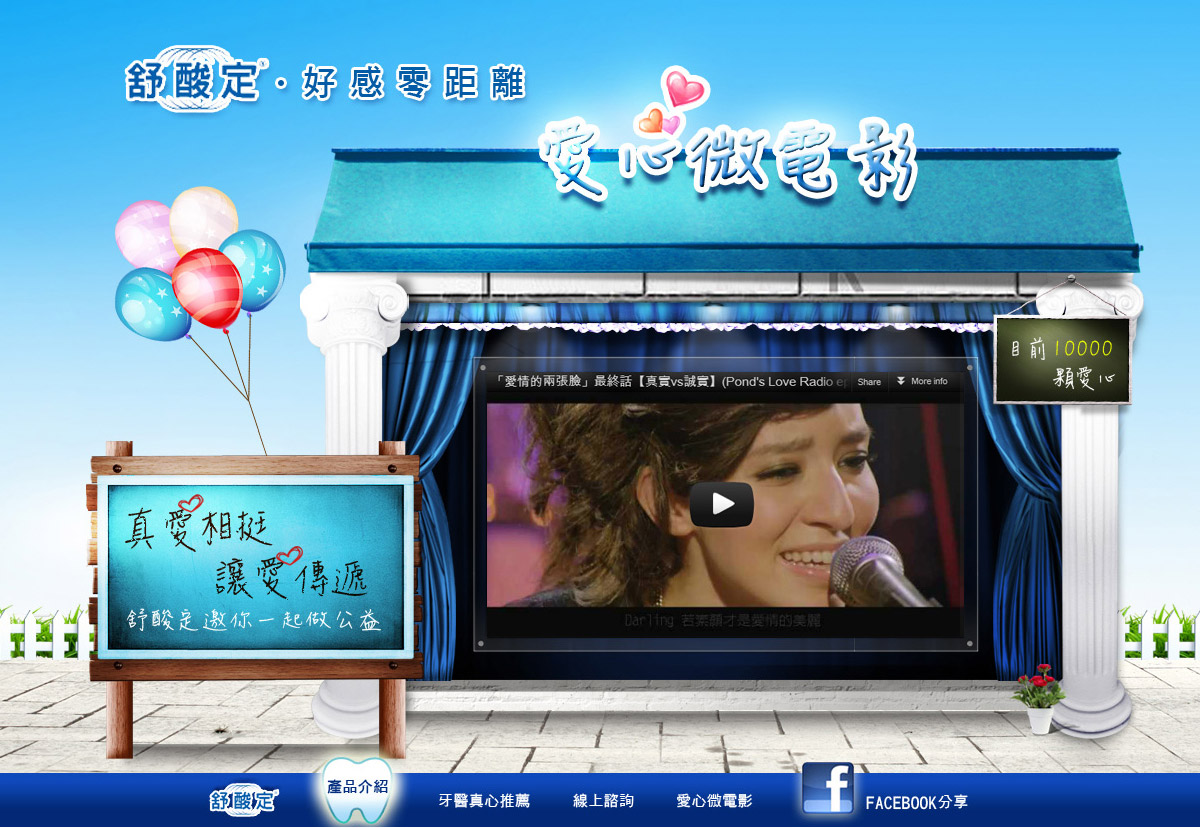 舒酸定·好感零距離
愛心微電影
目前10000
顆愛心
「愛情的兩張臉」最終話【真實vs誠實】(Pond's Love Radio ep
Share
More info
Darling 若素顏才是愛情的美麗
真愛相挺
讓愛傳遞
舒酸定邀你一起做公益
舒酸定
產品介紹
牙醫真心推薦
線上諮詢
愛心微電影
f
FACEBOOK分享